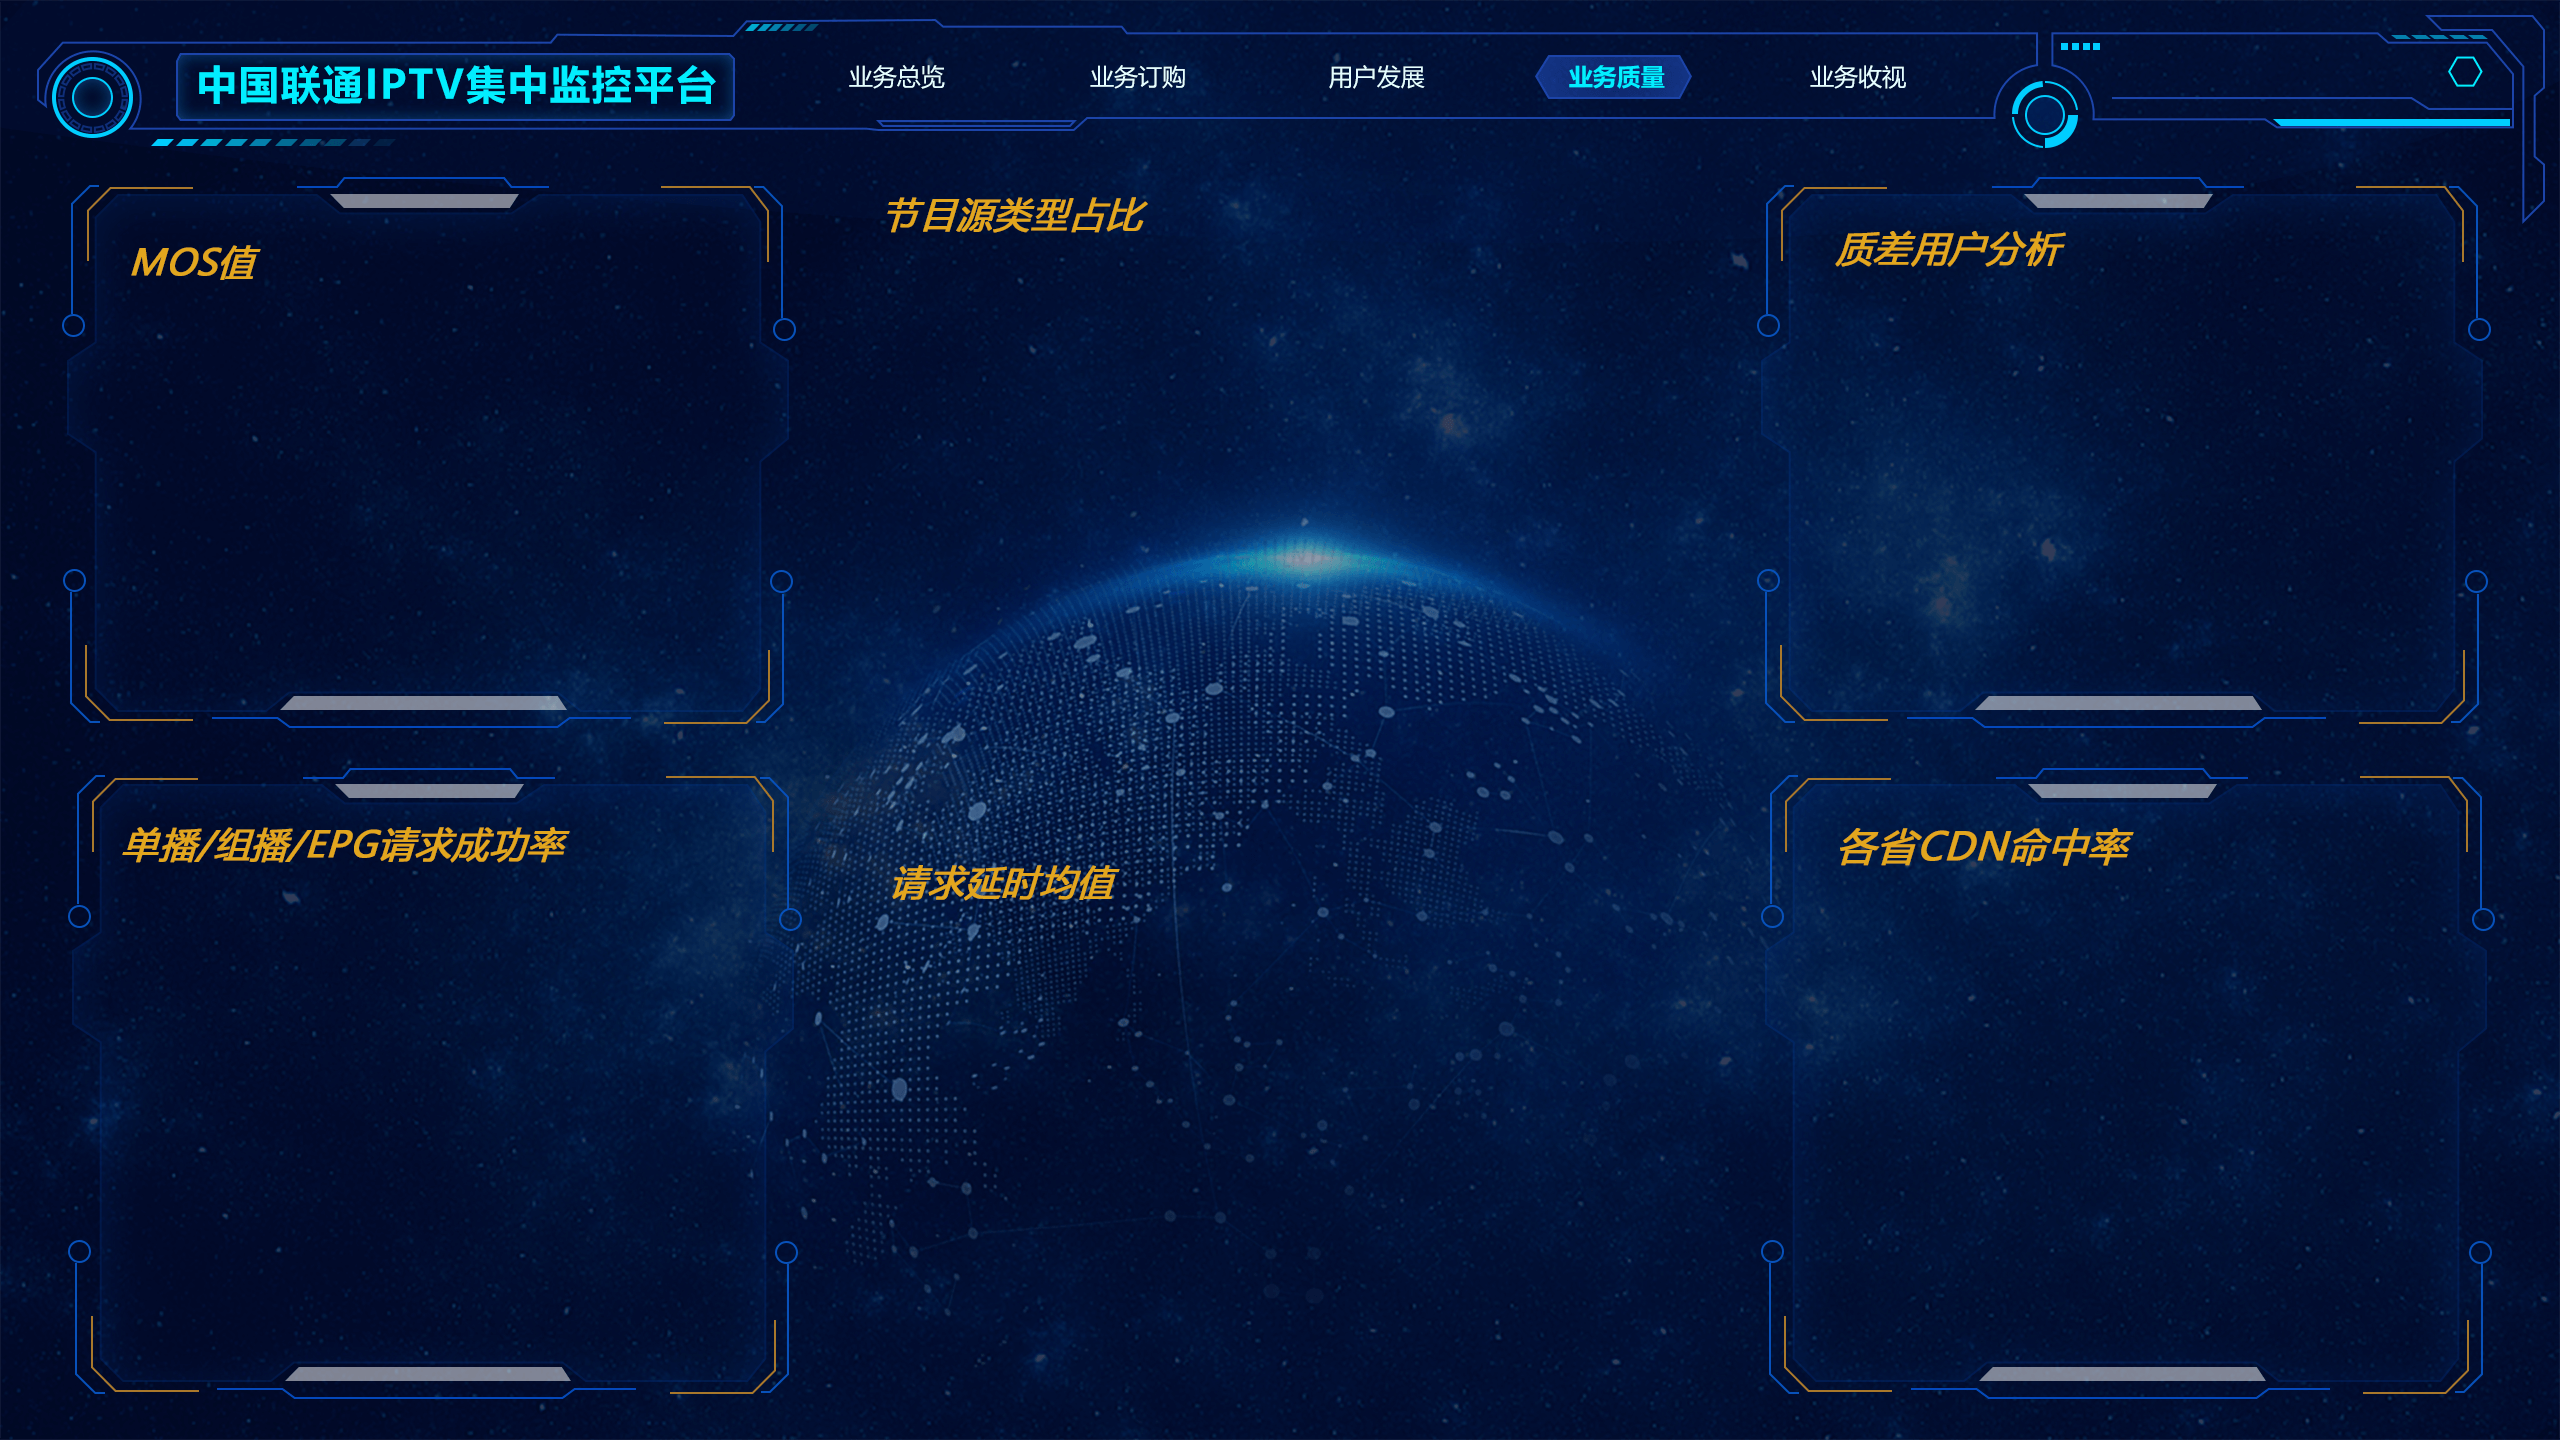 中国联通IPTV集中监控平台
业务总览
业务订购
用户发展
业务质量
业务收视
MOS值
节目源类型占比
质差用户分析
单播/组播/EPG请求成功率
请求延时均值
各省CDN命中率